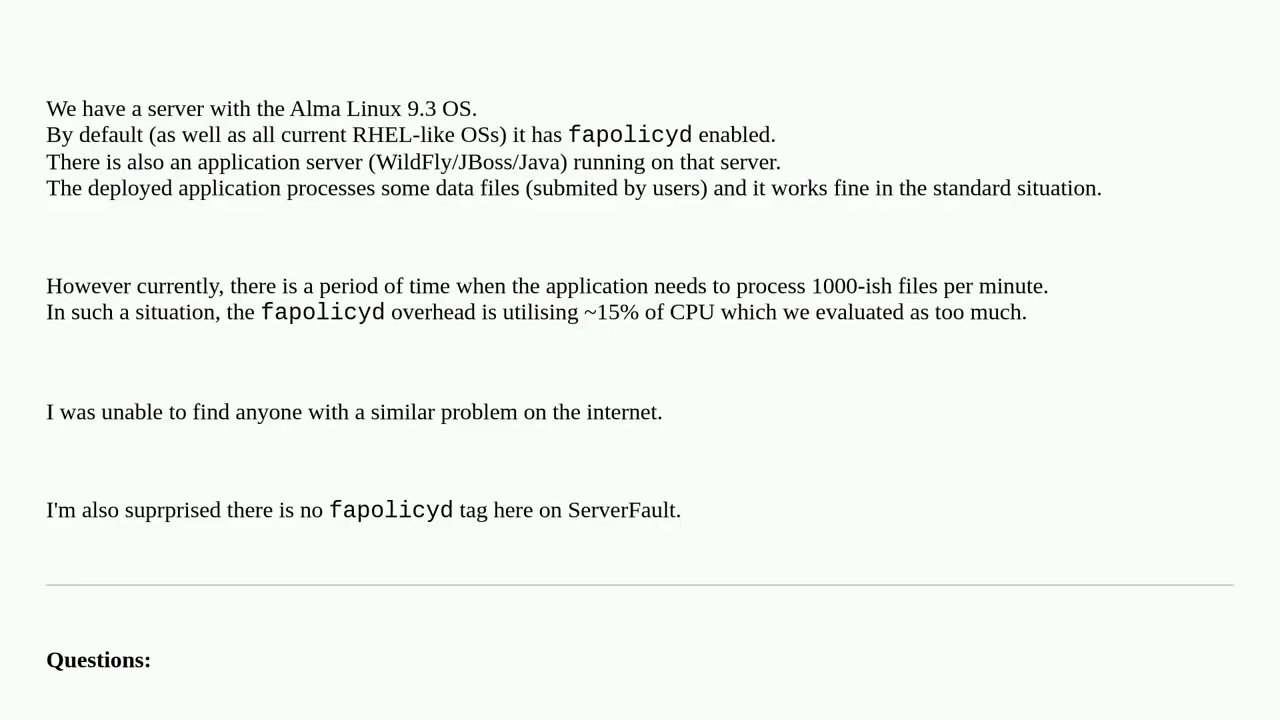 We have a server with the Alma Linux 9.3 OS.
By default (as well as all current RHEL-like OSs) it has fapolicyd enabled.
There is also an application server (WildFly/JBoss/Java) running on that server.
The deployed application processes some data files (submited by users) and it works fine in the standard situation.
However currently, there is a period of time when the application needs to process 1000-ish files per minute.
In such a situation, the fapolicyd overhead is utilising ~15% of CPU which we evaluated as too much.
I was unable to find anyone with a similar problem on the internet.
I'm also suprprised there is no fapolicyd tag here on ServerFault.
Questions: